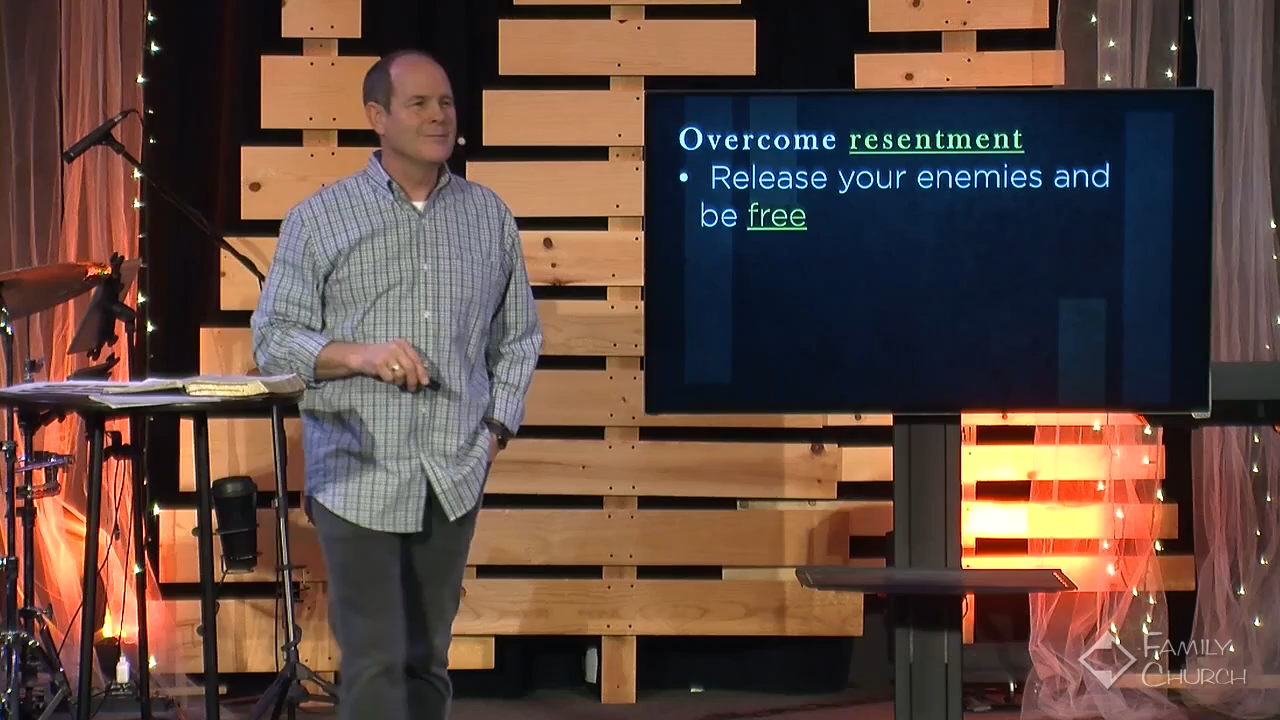 Overcome resentment
• Release your enemies and
be free
Family
Church